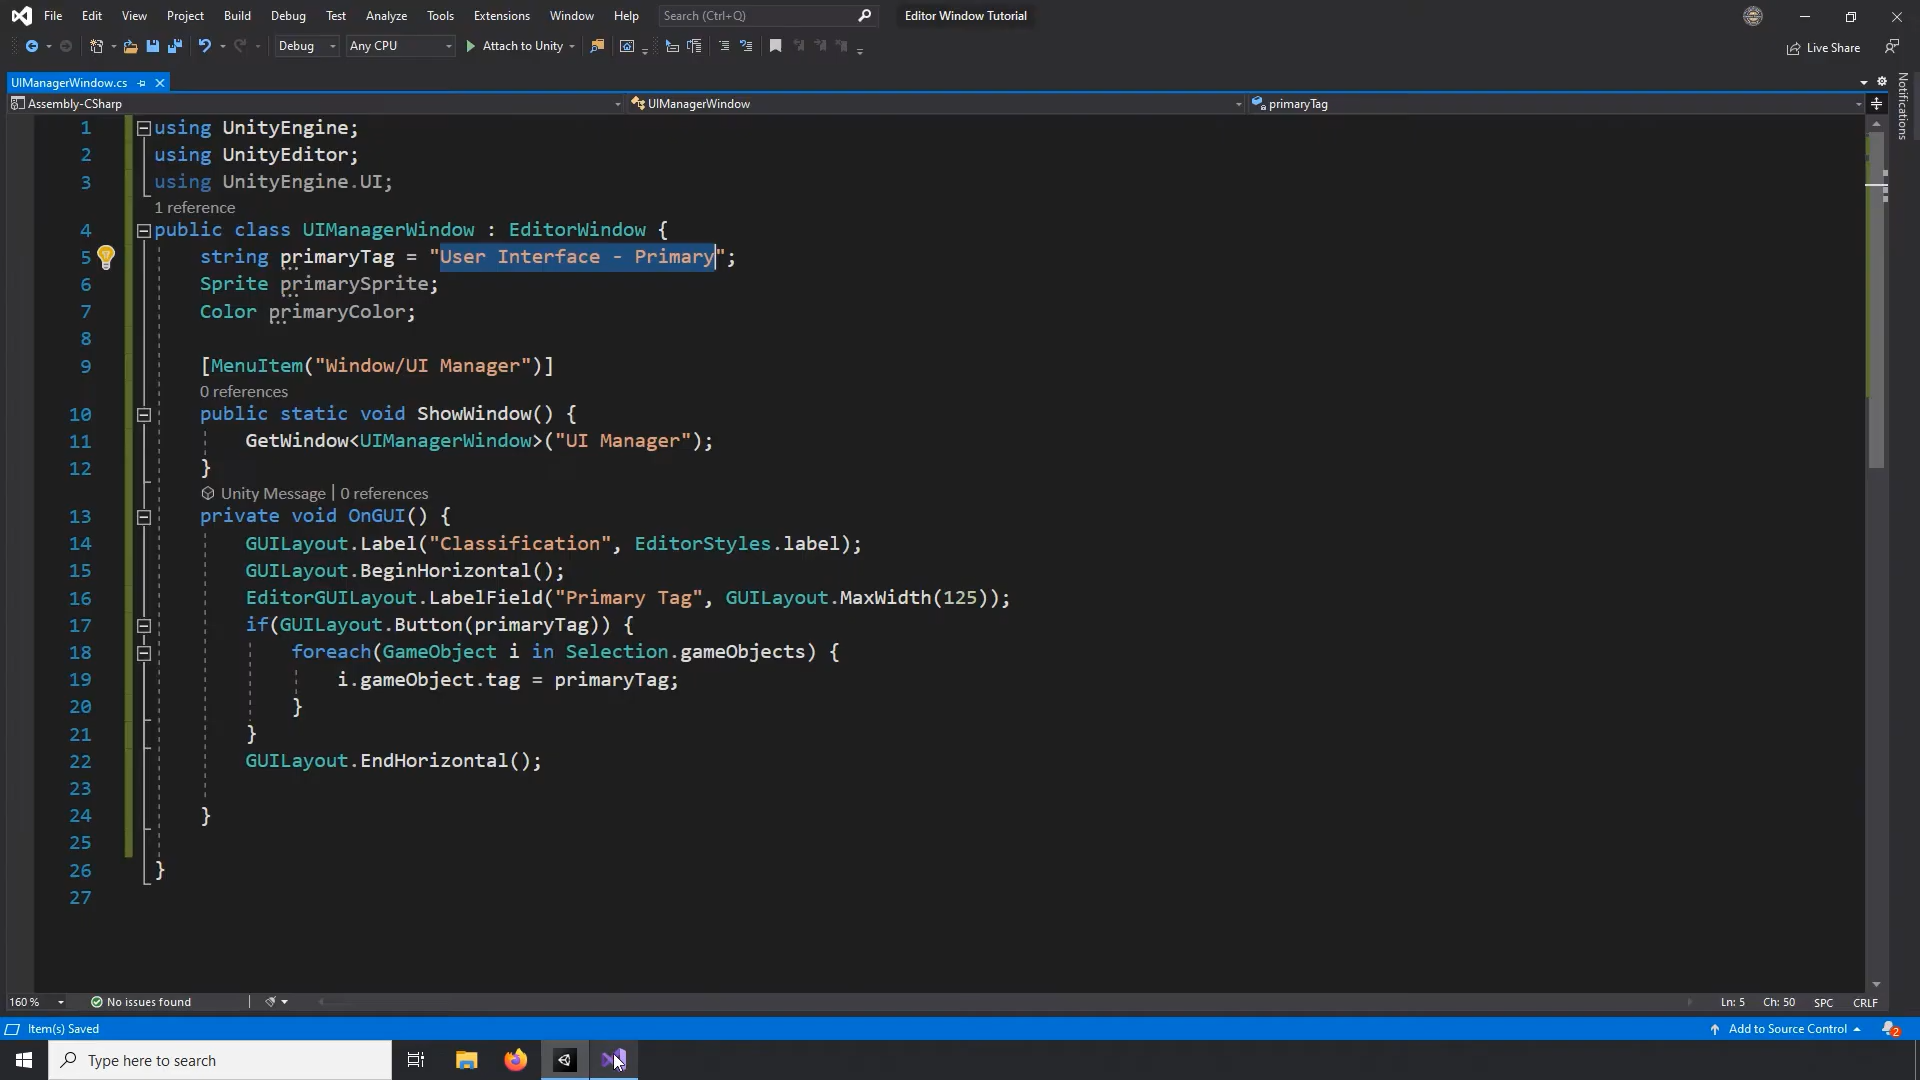 File Edit View Project Build Debug Test Analyze Tools Extensions Window Help Search (Ctrl+Q) Editor Window Tutorial
Debug Any CPU Attach to Unity Live Share
UIManagerWindow.cs
Notifications
Assembly-CSharp UIManagerWindow primaryTag
1 using UnityEngine;
2 using UnityEditor;
3 using UnityEngine.UI;
1 reference
4 public class UIManagerWindow : EditorWindow {
5 string primaryTag = "User Interface - Primary";
6 Sprite primarySprite;
7 Color primaryColor;
8
9 [MenuItem("Window/UI Manager")]
0 references
10 public static void ShowWindow() {
11 GetWindow<UIManagerWindow>("UI Manager");
12 }
Unity Message | 0 references
13 private void OnGUI() {
14 GUILayout.Label("Classification", EditorStyles.label);
15 GUILayout.BeginHorizontal();
16 EditorGUILayout.LabelField("Primary Tag", GUILayout.MaxWidth(125));
17 if(GUILayout.Button(primaryTag)) {
18 foreach(GameObject i in Selection.gameObjects) {
19 i.gameObject.tag = primaryTag;
20 }
21 }
22 GUILayout.EndHorizontal();
23
24 }
25
26 }
27
160 % No issues found Ln: 5 Ch: 50 SPC CRLF
Item(s) Saved Add to Source Control 2
Type here to search